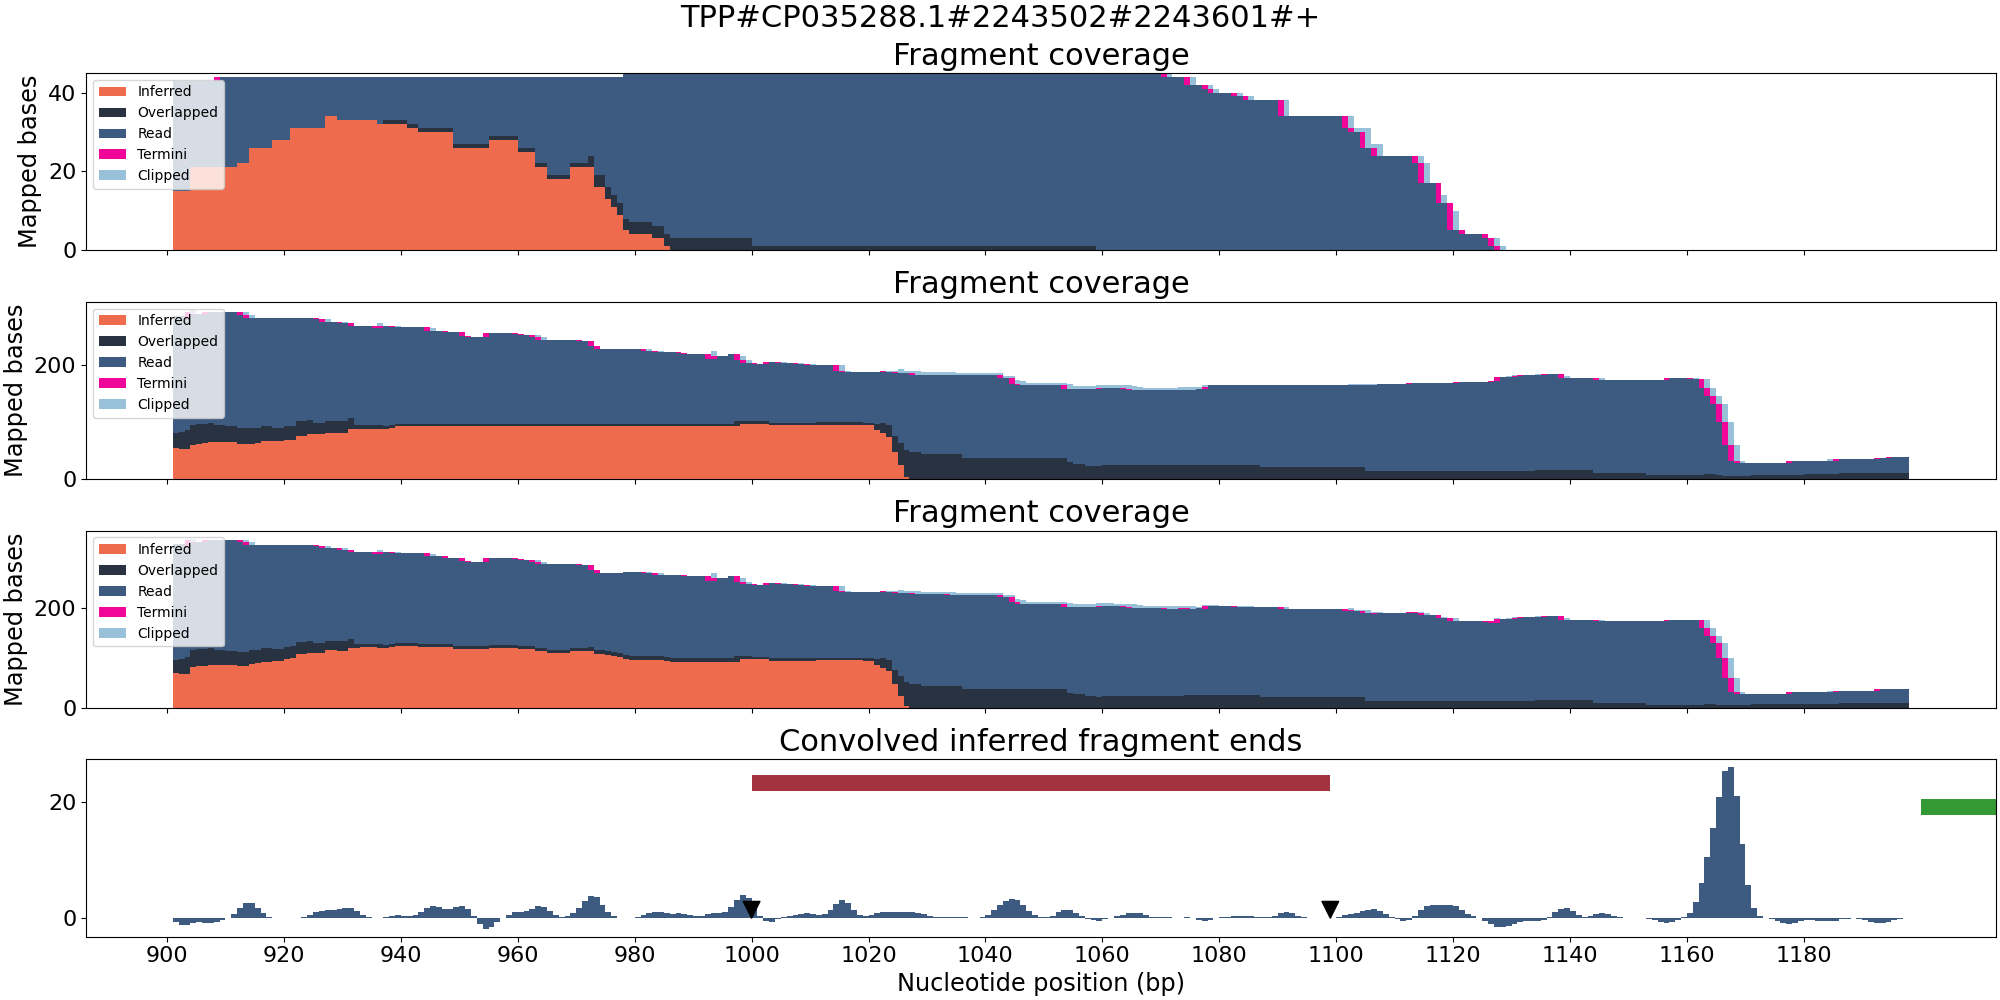 TPP#CP035288.1#2243502#2243601#+
Fragment coverage
Mapped bases
40
20
0
Inferred
Overlapped
Read
Termini
Clipped
Fragment coverage
Mapped bases
200
0
Inferred
Overlapped
Read
Termini
Clipped
Fragment coverage
Mapped bases
200
0
Inferred
Overlapped
Read
Termini
Clipped
Convolved inferred fragment ends
20
0
900 920 940 960 980 1000 1020 1040 1060 1080 1100 1120 1140 1160 1180
Nucleotide position (bp)